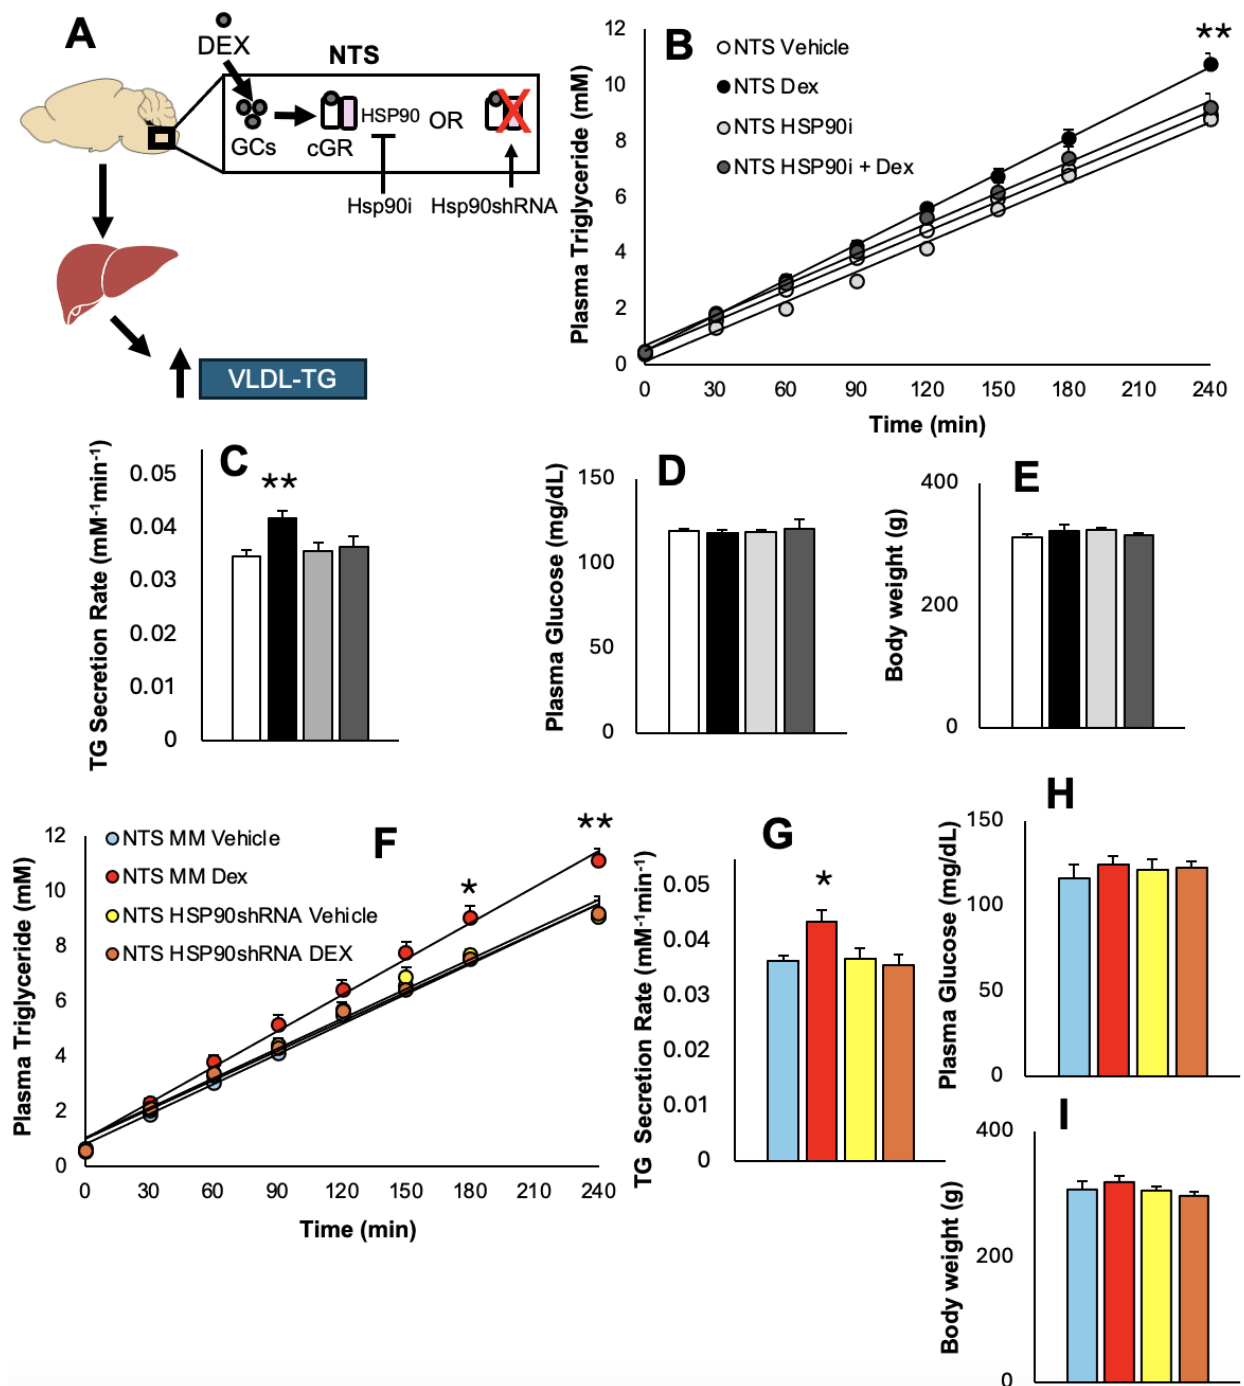 A
DEX
NTS
HSP90
OR
GCs
cGR
Hsp90i
Hsp90shRNA
VLDL-TG
B
NTS Vehicle
NTS Dex
NTS HSP90i
NTS HSP90i + Dex
**
Plasma Triglyceride (mM)
12
10
8
6
4
2
0
0 30 60 90 120 150 180 210 240
Time (min)
C
**
TG Secretion Rate (mM⁻¹min⁻¹)
0.05
0.04
0.03
0.02
0.01
0
D
Plasma Glucose (mg/dL)
150
100
50
0
E
Body weight (g)
400
200
0
F
NTS MM Vehicle
NTS MM Dex
NTS HSP90shRNA Vehicle
NTS HSP90shRNA DEX
*
**
Plasma Triglyceride (mM)
12
10
8
6
4
2
0
0 30 60 90 120 150 180 210 240
Time (min)
G
*
TG Secretion Rate (mM⁻¹min⁻¹)
0.05
0.04
0.03
0.02
0.01
0
H
Plasma Glucose (mg/dL)
150
100
50
0
I
Body weight (g)
400
200
0